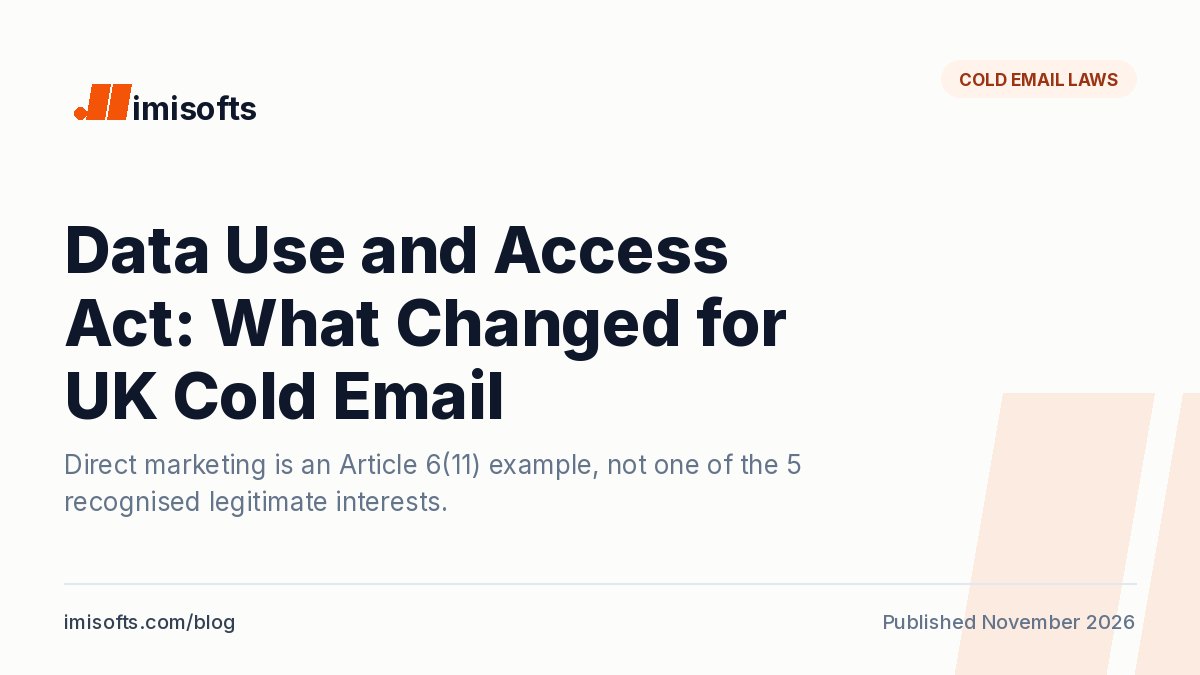 imisofts
COLD EMAIL LAWS
Data Use and Access
Act: What Changed for
UK Cold Email
Direct marketing is an Article 6(11) example, not one of the 5
recognised legitimate interests.
imisofts.com/blog
Published November 2026